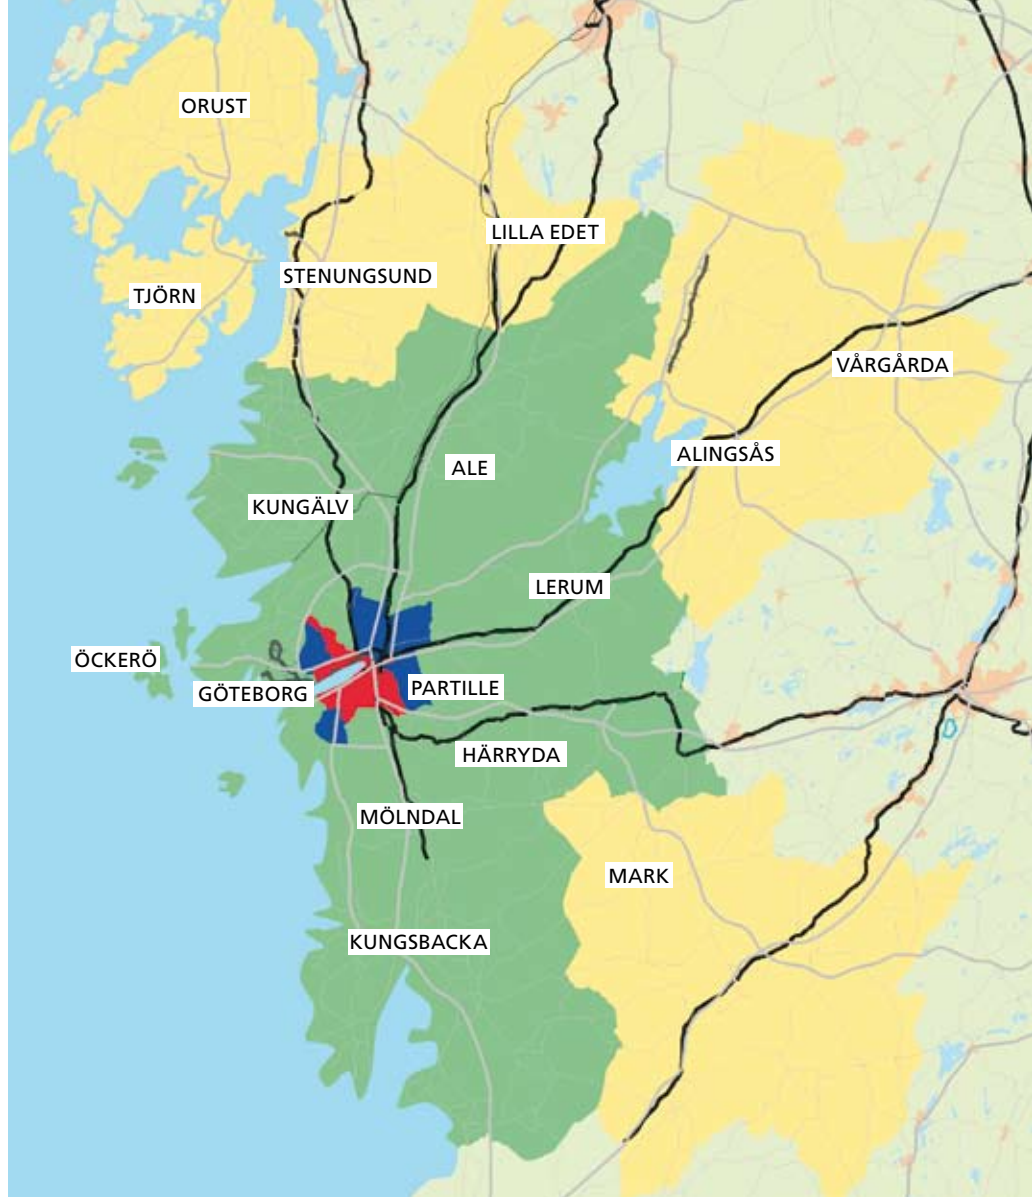 ORUST
LILLA EDET
STENUNGSUND
TJÖRN
VÅRGÅRDA
ALINGSÅS
ALE
KUNGÄLV
LERUM
ÖCKERÖ
PARTILLE
GÖTEBORG
HÄRRYDA
MÖLNDAL
MARK
KUNGSBACKA